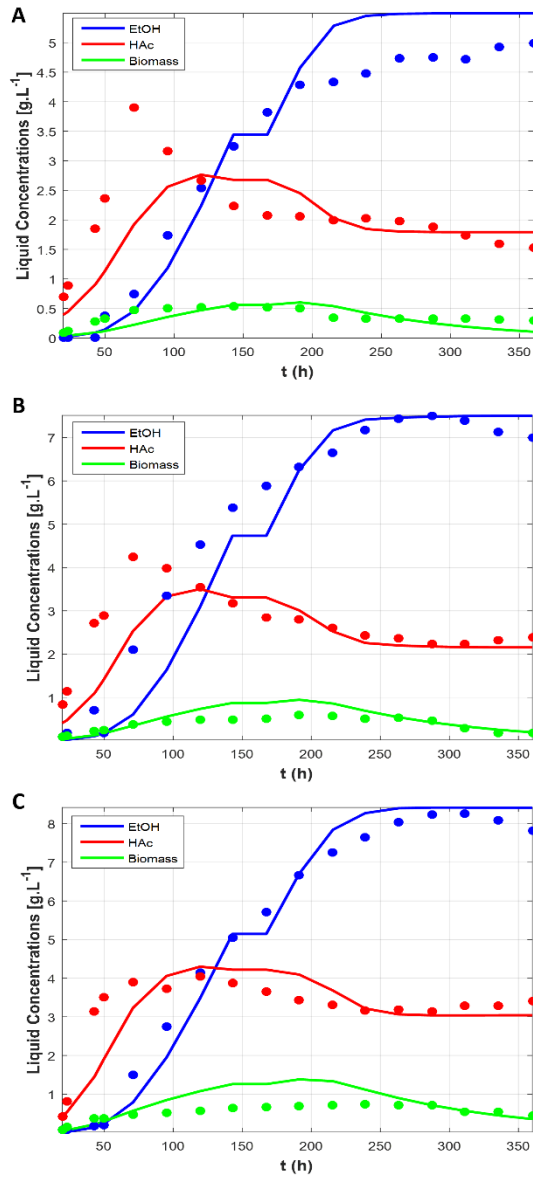 A
EtOH
HAc
Biomass
Liquid Concentrations [g.L-1]
5
4.5
4
3.5
3
2.5
2
1.5
1
0.5
0
50 100 150 200 250 300 350
t (h)
B
EtOH
HAc
Biomass
Liquid Concentrations [g.L-1]
7
6
5
4
3
2
1
50 100 150 200 250 300 350
t (h)
C
EtOH
HAc
Biomass
Liquid Concentrations [g.L-1]
8
7
6
5
4
3
2
1
50 100 150 200 250 300 350
t (h)